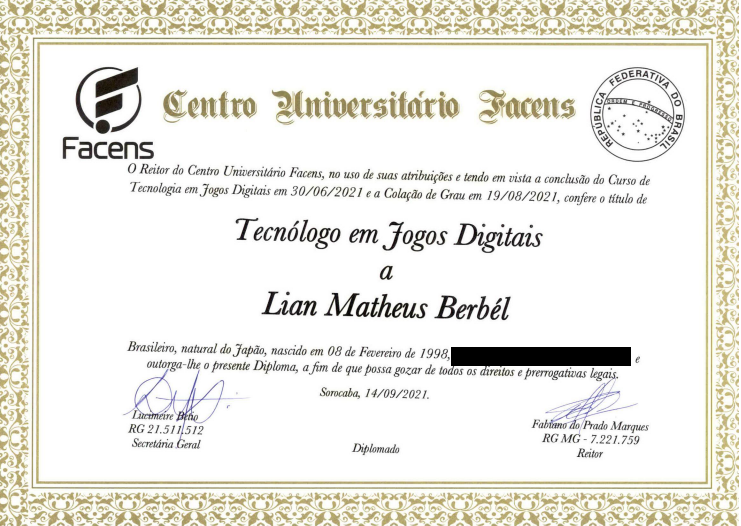 Facens
Centro Universitário Facens
REPÚBLICA FEDERATIVA DO BRASIL
ORDEM E PROGRESSO
O Reitor do Centro Universitário Facens, no uso de suas atribuições e tendo em vista a conclusão do Curso de
Tecnologia em Jogos Digitais em 30/06/2021 e a Colação de Grau em 19/08/2021, confere o título de
Tecnólogo em Jogos Digitais
a
Lian Matheus Berbél
Brasileiro, natural do Japão, nascido em 08 de Fevereiro de 1998, e
outorga-lhe o presente Diploma, a fim de que possa gozar de todos os direitos e prerrogativas legais.
Sorocaba, 14/09/2021.
Lucimeire Bélio
RG 21.511.512
Secretária Geral
Diplomado
Fabiano do Prado Marques
RG MG - 7.221.759
Reitor